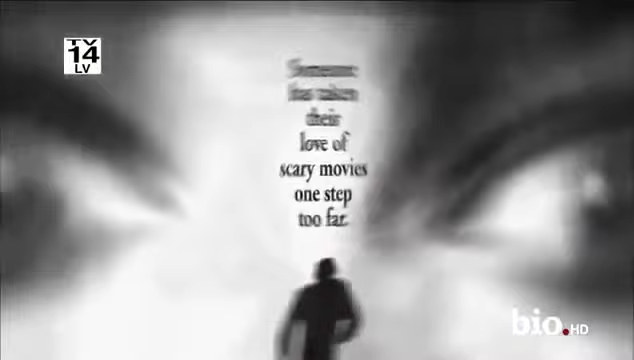 TV
14
LV
Someone
has taken
their
love of
scary movies
one step
too far.
bio.HD